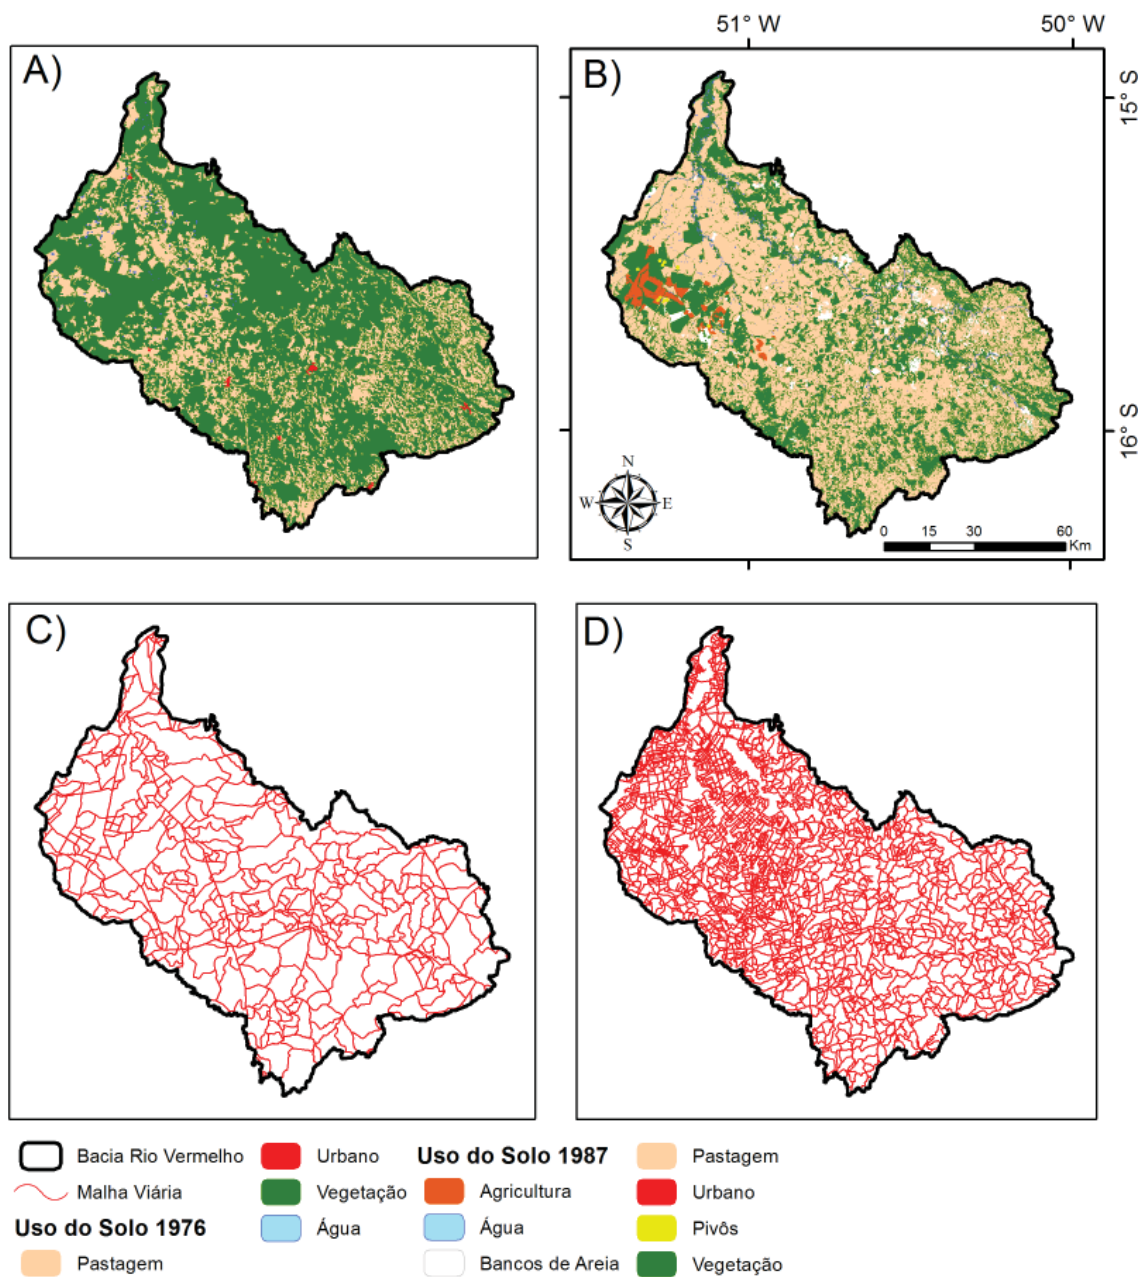 51° W
50° W
A)
B)
15° S
16° S
N
W
E
S
0 15 30 60
Km
C)
D)
Bacia Rio Vermelho
Malha Viária
Uso do Solo 1976
Pastagem
Urbano
Vegetação
Água
Uso do Solo 1987
Agricultura
Água
Bancos de Areia
Pastagem
Urbano
Pivôs
Vegetação